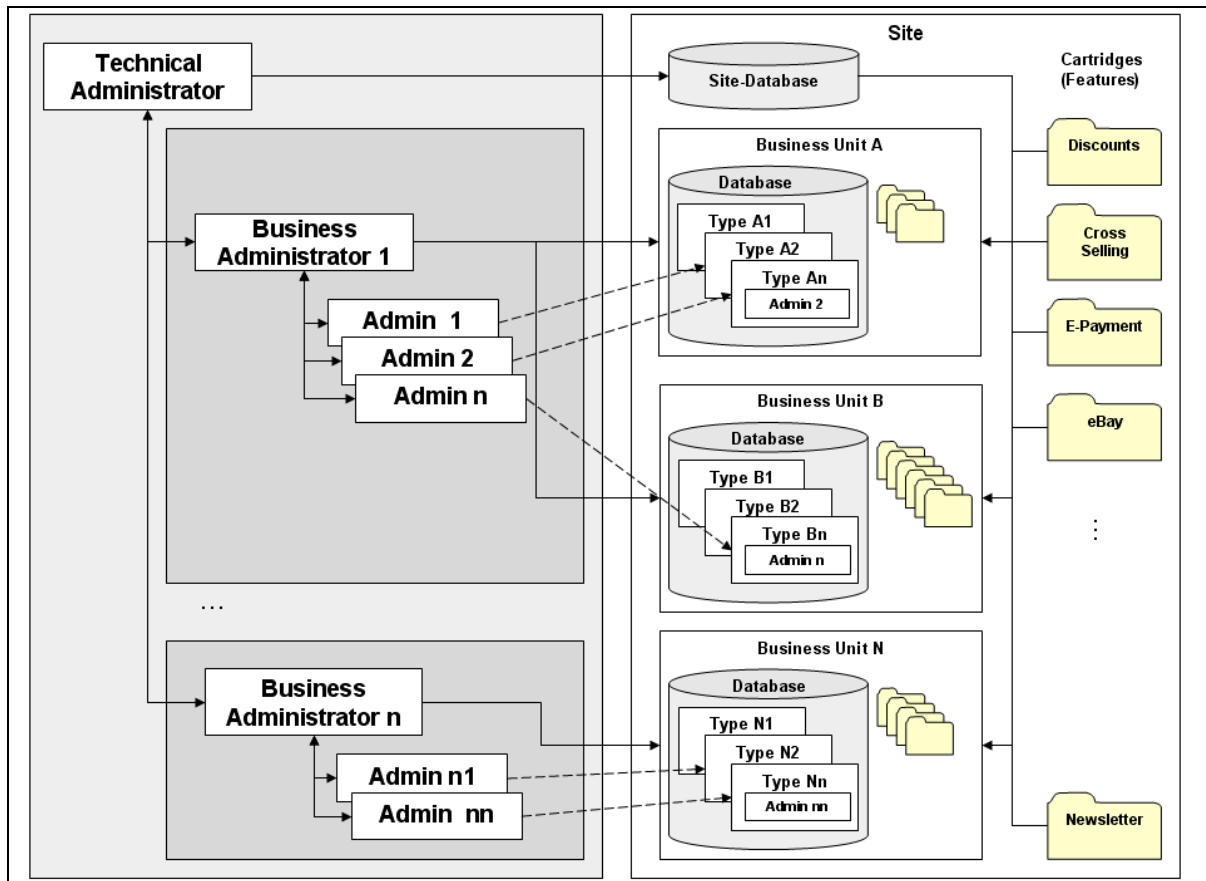 Technical
Administrator
Business
Administrator 1
Admin 1
Admin 2
Admin n
...
Business
Administrator n
Admin n1
Admin nn
Site
Site-Database
Business Unit A
Database
Type A1
Type A2
Type An
Admin 2
Business Unit B
Database
Type B1
Type B2
Type Bn
Admin n
Business Unit N
Database
Type N1
Type N2
Type Nn
Admin nn
Cartridges
(Features)
Discounts
Cross
Selling
E-Payment
eBay
⋮
Newsletter